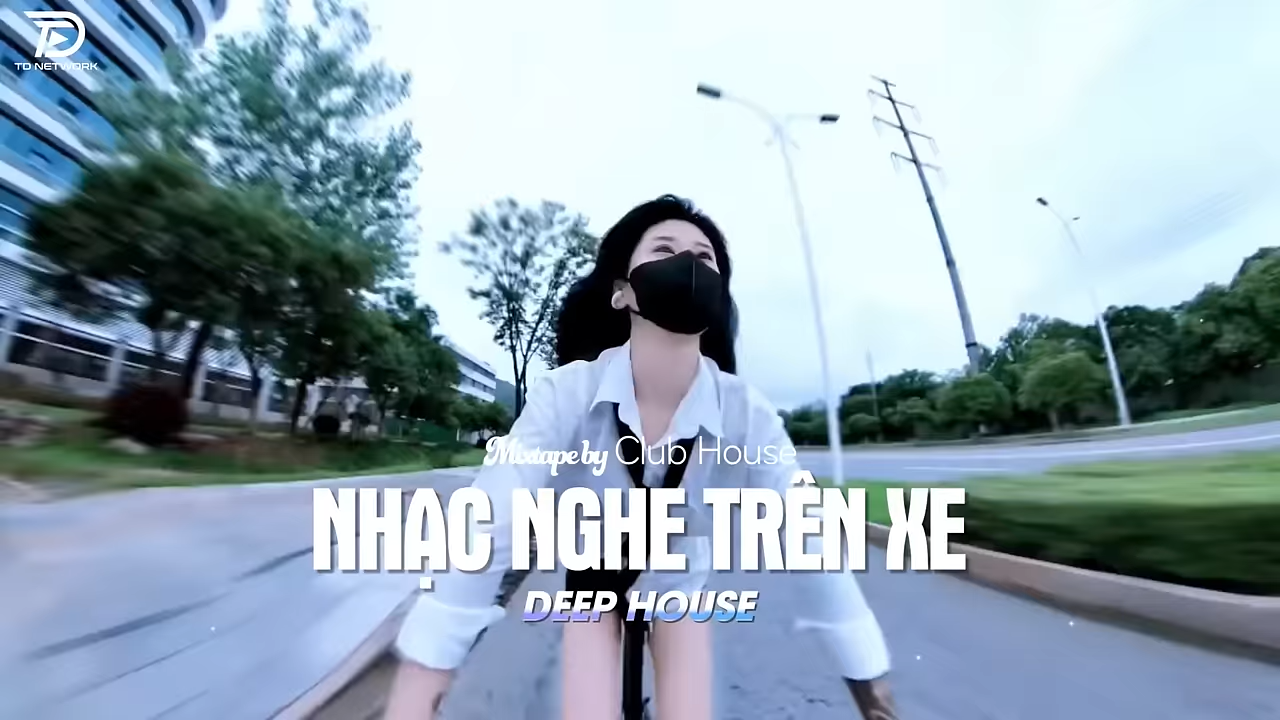 TD NETWORK
Mixtape by Club House
NHẠC NGHE TRÊN XE
DEEP HOUSE